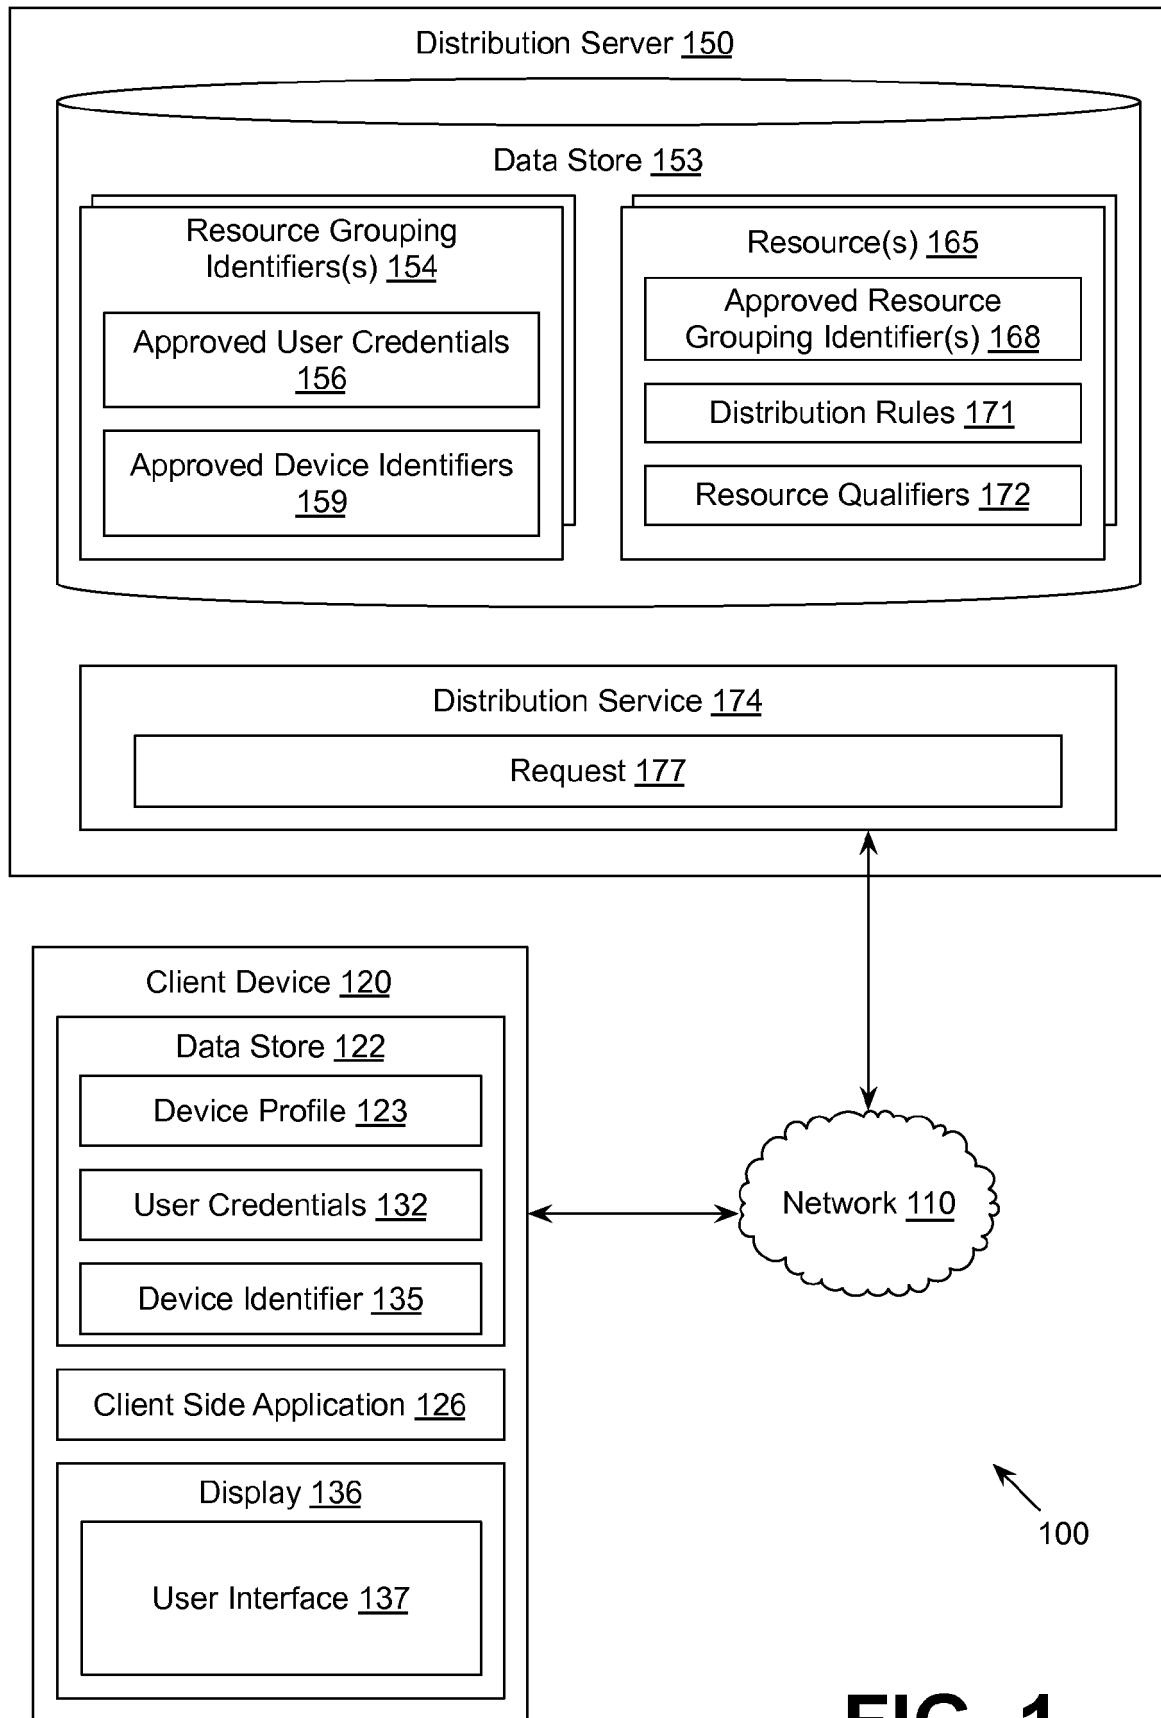 Distribution Server 150
Data Store 153
Resource Grouping
Identifiers(s) 154
Approved User Credentials
156
Approved Device Identifiers
159
Resource(s) 165
Approved Resource
Grouping Identifier(s) 168
Distribution Rules 171
Resource Qualifiers 172
Distribution Service 174
Request 177
Client Device 120
Data Store 122
Device Profile 123
User Credentials 132
Device Identifier 135
Client Side Application 126
Display 136
User Interface 137
Network 110
100
FIG. 1